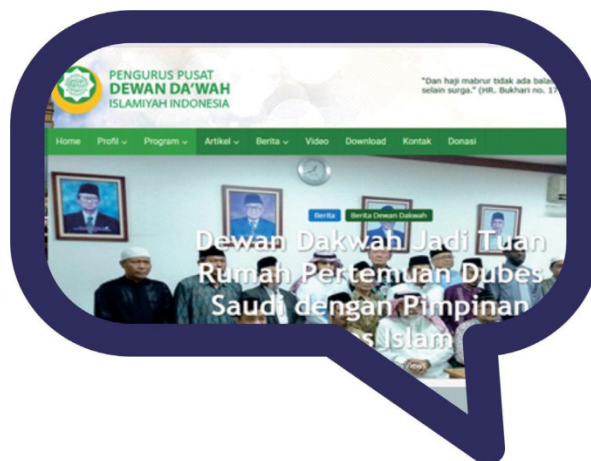 PENGURUS PUSAT
DEWAN DA'WAH
ISLAMIYAH INDONESIA
"Dan haji mabrur tidak ada
selain surga." (HR. Bukhari no. 17
Home Profil Program Artikel Berita Video Download Kontak Donasi
Berita Berita Dewan Dakwah
Dewan Dakwah Jadi Tuan
Rumah Pertemuan Dubes
Saudi dengan Pimpinan
Islam